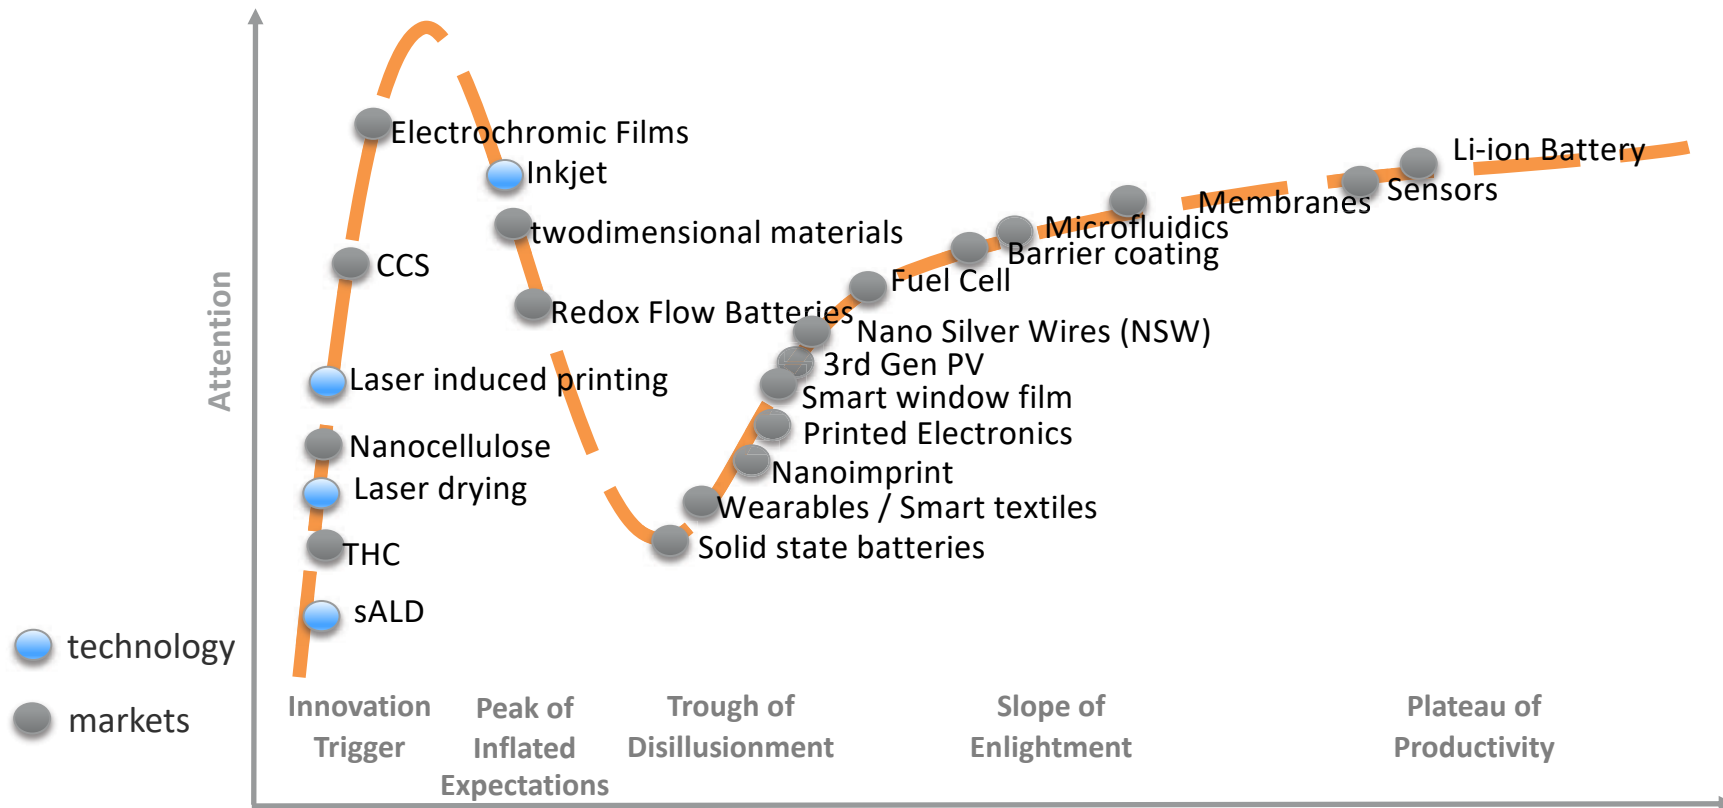 Electrochromic Films
Inkjet
twodimensional materials
CCS
Redox Flow Batteries
Laser induced printing
Nanocellulose
Laser drying
THC
sALD
Li-ion Battery
Sensors
Membranes
Microfluidics
Barrier coating
Fuel Cell
Nano Silver Wires (NSW)
3rd Gen PV
Smart window film
Printed Electronics
Nanoimprint
Wearables / Smart textiles
Solid state batteries
Attention
technology
markets
Innovation
Trigger
Peak of
Inflated
Expectations
Trough of
Disillusionment
Slope of
Enlightment
Plateau of
Productivity